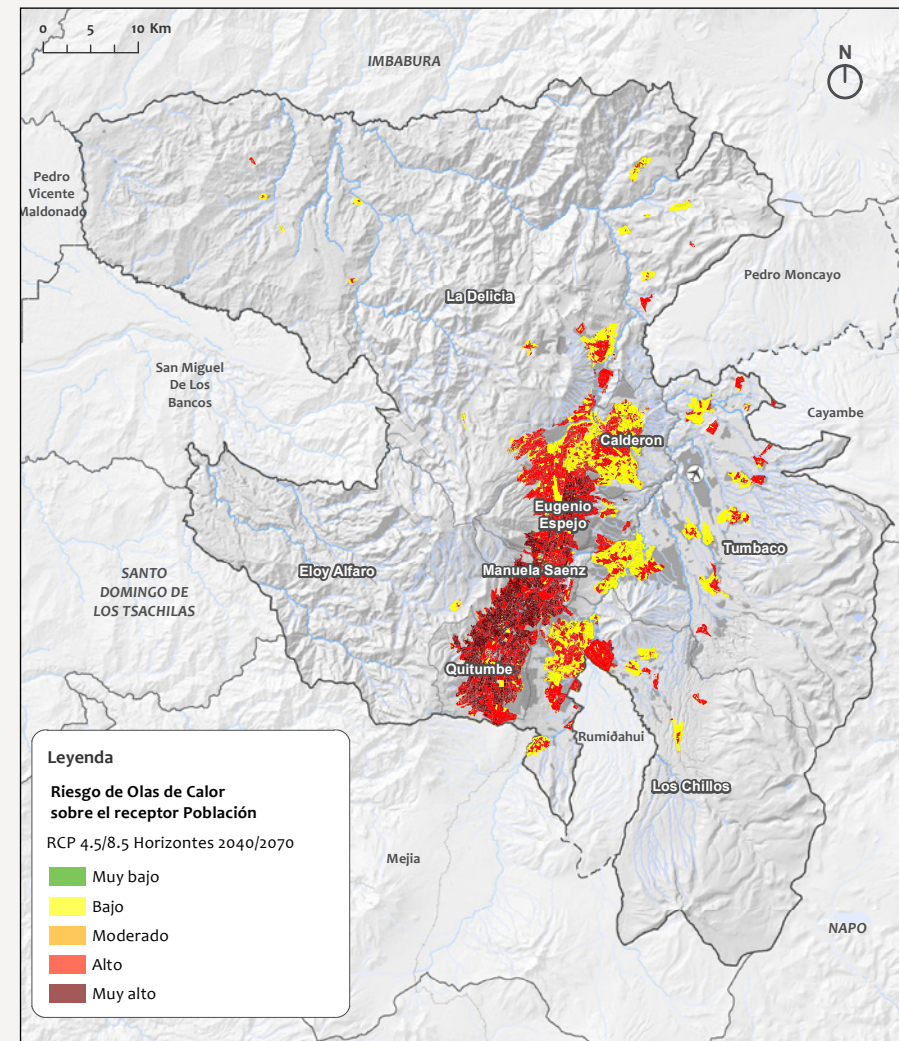 0 5 10 Km
IMBABURA
N
Pedro
Vicente
Maldonado
Pedro Moncayo
La Delicia
San Miguel
De Los
Bancos
Cayambe
Calderon
Eugenio
Espejo
Tumbaco
SANTO
DOMINGO DE
LOS TSACHILAS
Eloy Alfaro
Manuela Saenz
Quitumbe
Rumiðahui
Los Chillos
Mejia
NAPO
Leyenda
Riesgo de Olas de Calor
sobre el receptor Población
RCP 4.5/8.5 Horizontes 2040/2070
Muy bajo
Bajo
Moderado
Alto
Muy alto